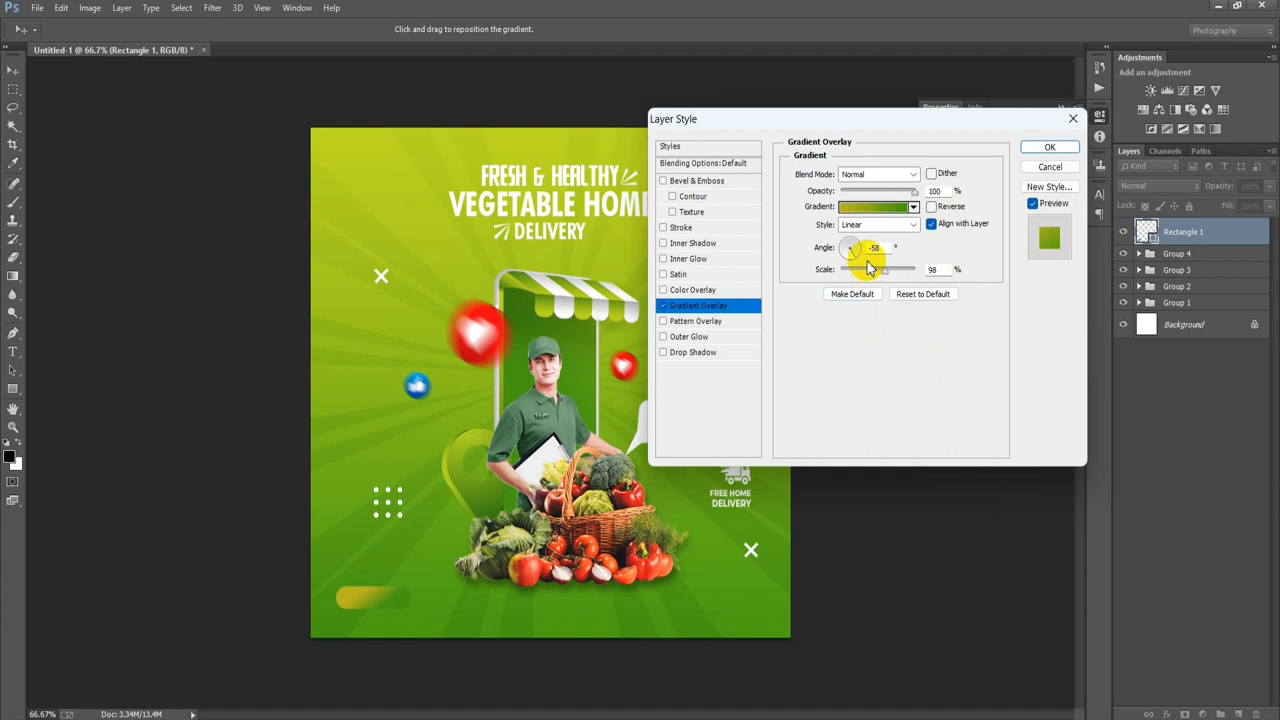 Ps File Edit Image Layer Type Select Filter 3D View Window Help
Click and drag to reposition the gradient.
Photography
Untitled-1 @ 66.7% (Rectangle 1, RGB/8) * ×
Adjustments
Add an adjustment
Properties Info
Layer Style
Styles
Blending Options: Default
Bevel & Emboss
Contour
Texture
Stroke
Inner Shadow
Inner Glow
Satin
Color Overlay
Gradient Overlay
Pattern Overlay
Outer Glow
Drop Shadow
Gradient Overlay
Gradient
Blend Mode: Normal Dither
Opacity: 100 %
Gradient: Reverse
Style: Linear Align with Layer
Angle: -58 °
Scale: 98 %
Make Default Reset to Default
OK
Cancel
New Style...
Preview
Layers Channels Paths
Kind
Normal Opacity:
Lock: Fill:
Rectangle 1
Group 4
Group 3
Group 2
Group 1
Background
FRESH & HEALTHY
VEGETABLE HOM
DELIVERY
FREE HOME
DELIVERY
66.67% Doc: 3.34M/13.4M